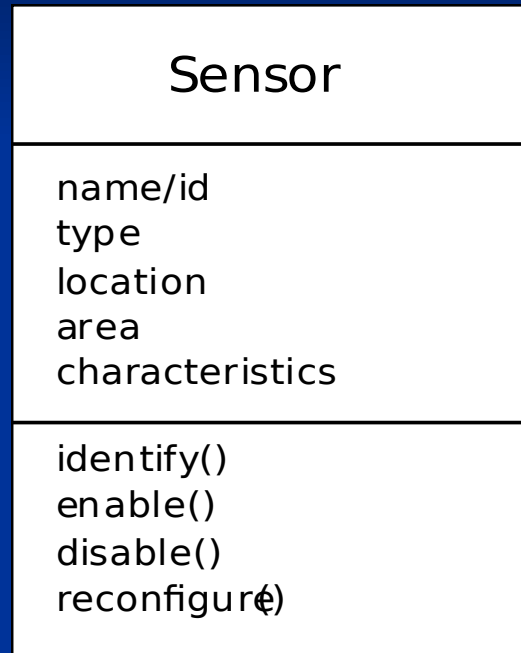 Sensor
name/id
type
location
area
characteristics
identify()
enable()
disable()
reconfigure()